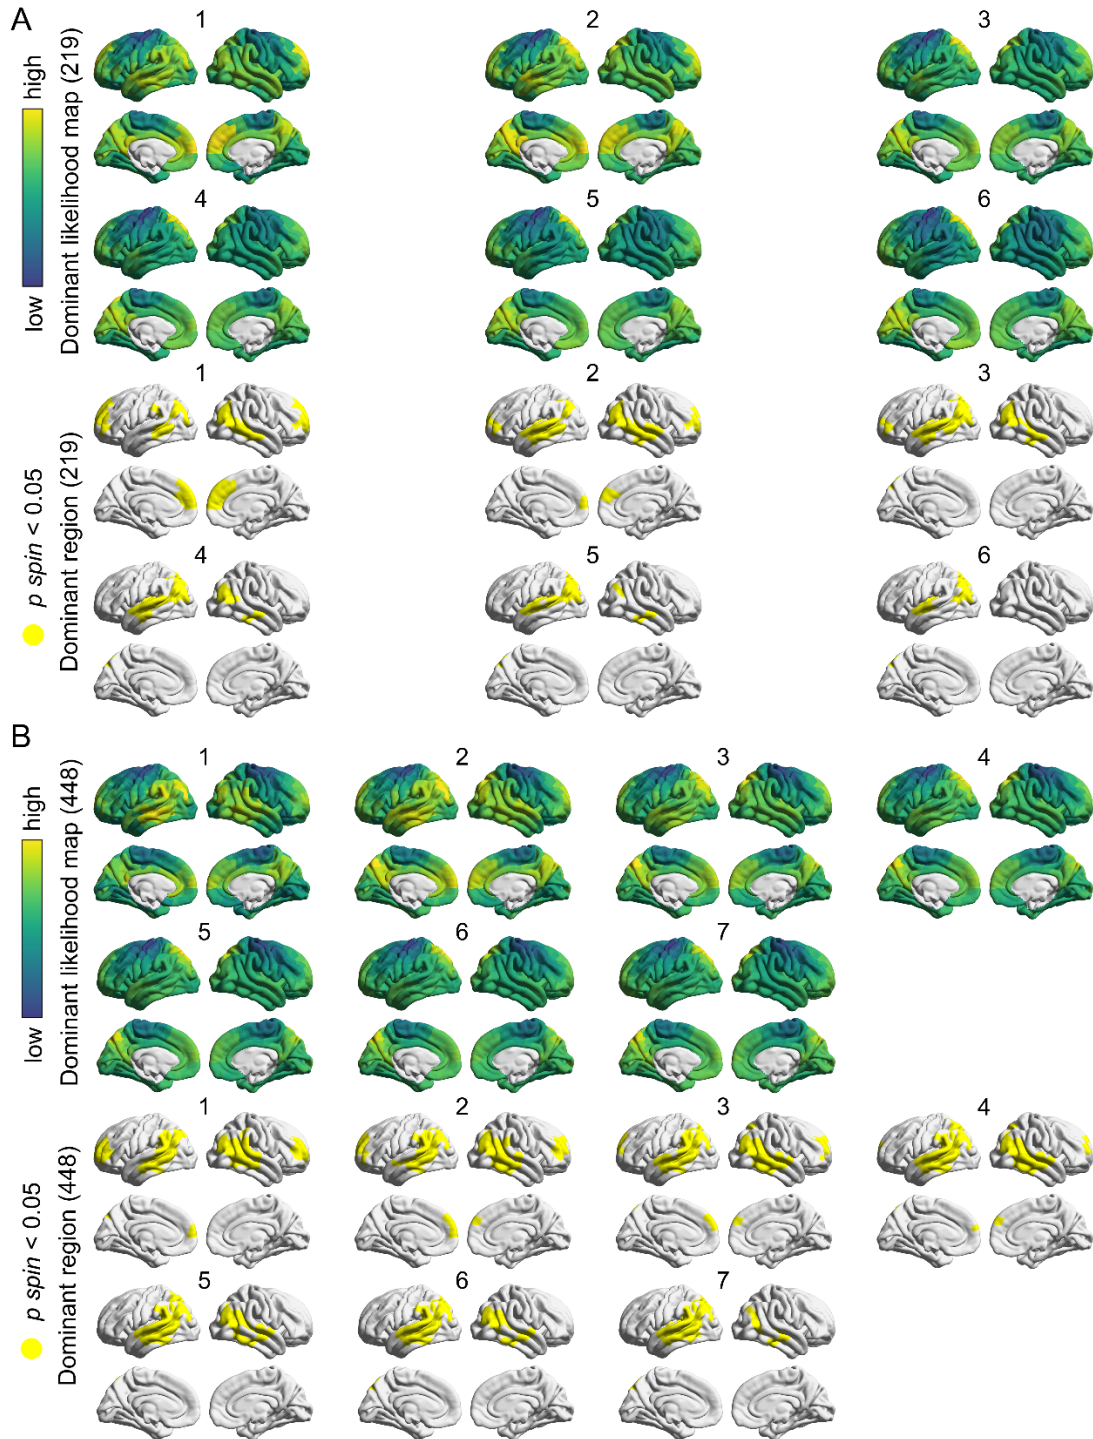 A
1 2 3
low high
Dominant likelihood map (219)
4 5 6
1 2 3
p spin < 0.05
Dominant region (219)
4 5 6
B
1 2 3 4
low high
Dominant likelihood map (448)
5 6 7
1 2 3 4
p spin < 0.05
Dominant region (448)
5 6 7